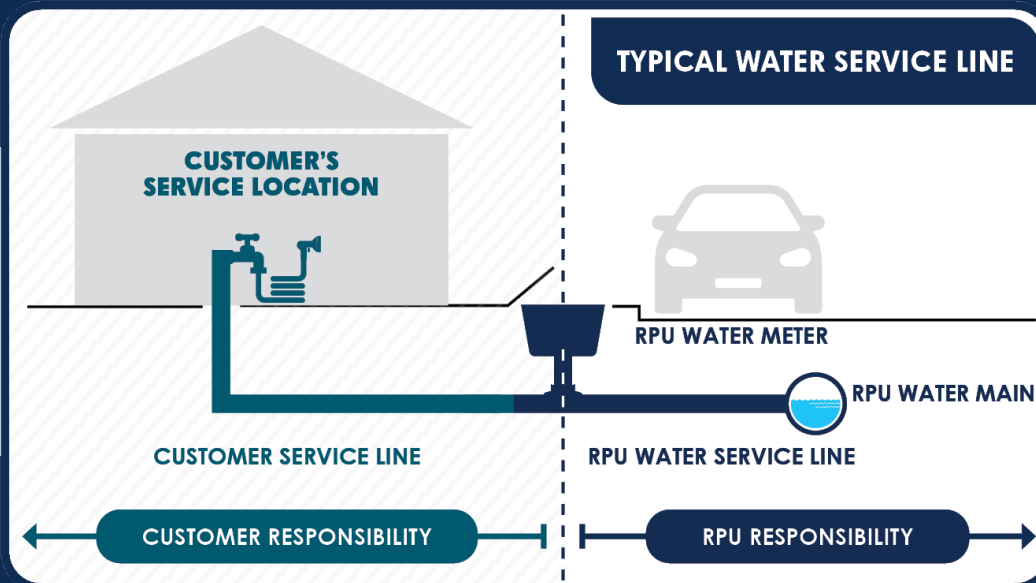 TYPICAL WATER SERVICE LINE
CUSTOMER'S
SERVICE LOCATION
RPU WATER METER
RPU WATER MAIN
CUSTOMER SERVICE LINE
RPU WATER SERVICE LINE
CUSTOMER RESPONSIBILITY
RPU RESPONSIBILITY